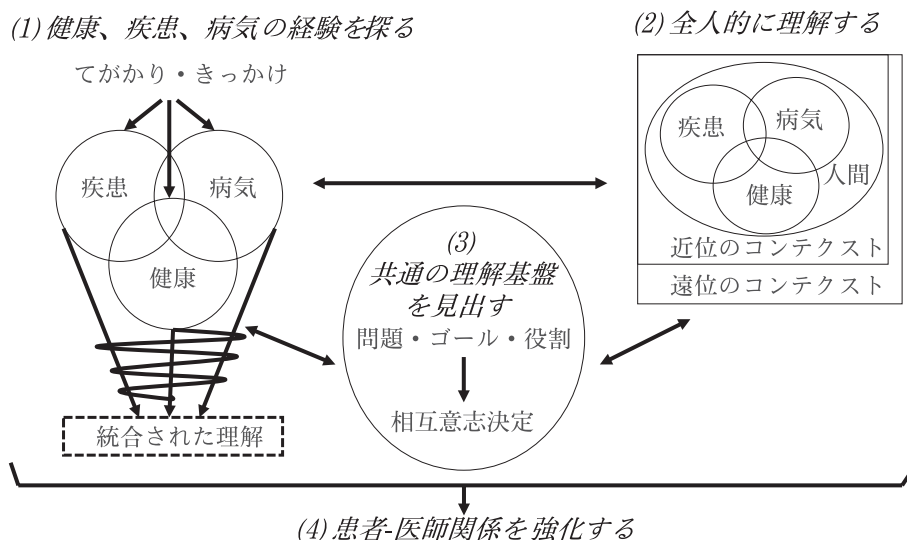 (1) 健康、疾患、病気の経験を探る
てがかり・きっかけ
疾患
病気
健康
統合された理解
(2) 全人的に理解する
疾患
病気
健康
人間
近位のコンテクスト
遠位のコンテクスト
(3)
共通の理解基盤
を見出す
問題・ゴール・役割
相互意志決定
(4) 患者-医師関係を強化する